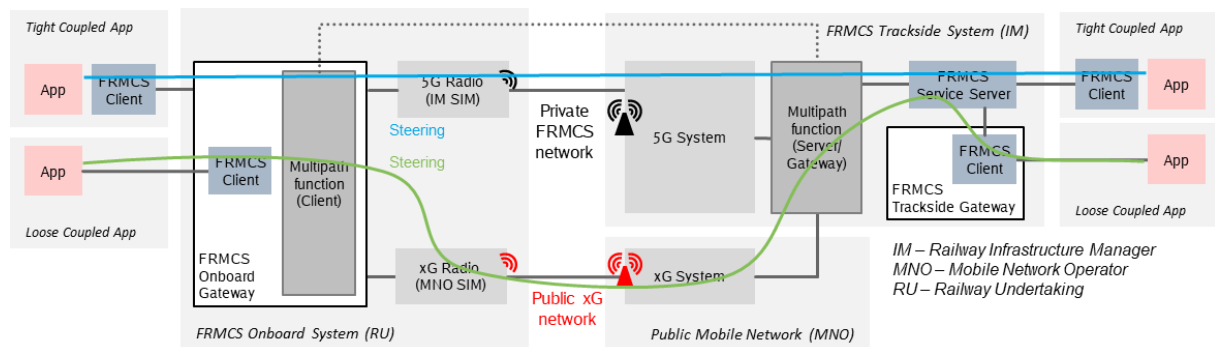 Tight Coupled App
App
FRMCS
Client
App
Loose Coupled App
FRMCS
Client
Multipath
function
(Client)
FRMCS
Onboard
Gateway
FRMCS Onboard System (RU)
5G Radio
(IM SIM)
Steering
Steering
xG Radio
(MNO SIM)
Private
FRMCS
network
Public xG
network
FRMCS Trackside System (IM)
5G System
Multipath
function
(Server/
Gateway)
xG System
Public Mobile Network (MNO)
FRMCS
Service Server
FRMCS
Client
FRMCS
Trackside Gateway
Tight Coupled App
FRMCS
Client
App
App
Loose Coupled App
IM – Railway Infrastructure Manager
MNO – Mobile Network Operator
RU – Railway Undertaking